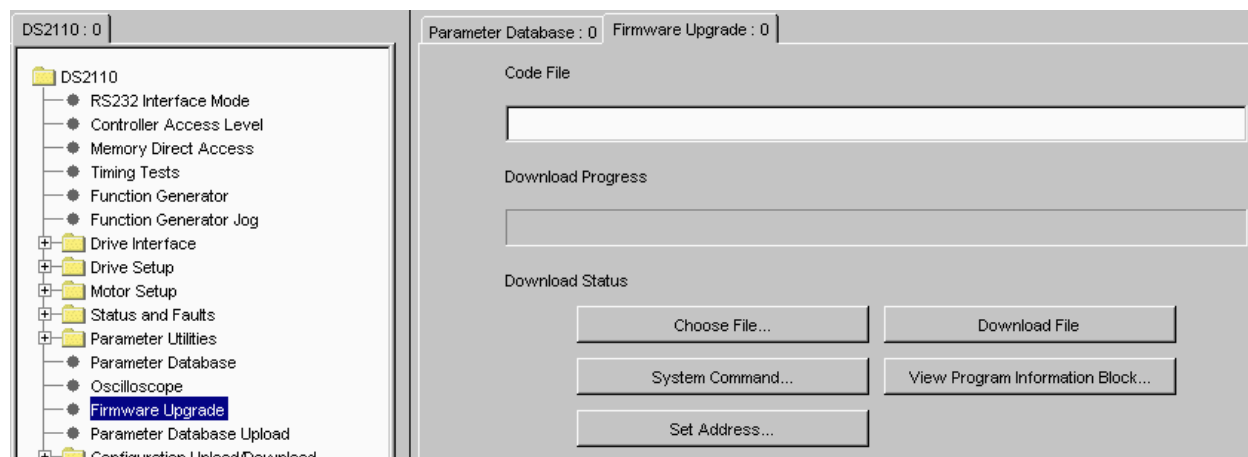 DS2110 : 0
DS2110
RS232 Interface Mode
Controller Access Level
Memory Direct Access
Timing Tests
Function Generator
Function Generator Jog
Drive Interface
Drive Setup
Motor Setup
Status and Faults
Parameter Utilities
Parameter Database
Oscilloscope
Firmware Upgrade
Parameter Database Upload
Configuration Upload/Download
Parameter Database : 0
Firmware Upgrade : 0
Code File
Download Progress
Download Status
Choose File...
Download File
System Command...
View Program Information Block...
Set Address...